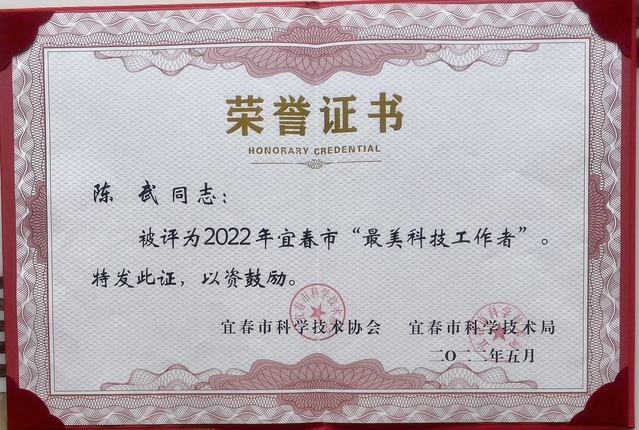 荣誉证书
HONORARY CREDENTIAL
陈 武 同志：
被评为2022年宜春市“最美科技工作者”。
特发此证，以资鼓励。
宜春市科学技术协会 宜春市科学技术局
二〇二二年五月